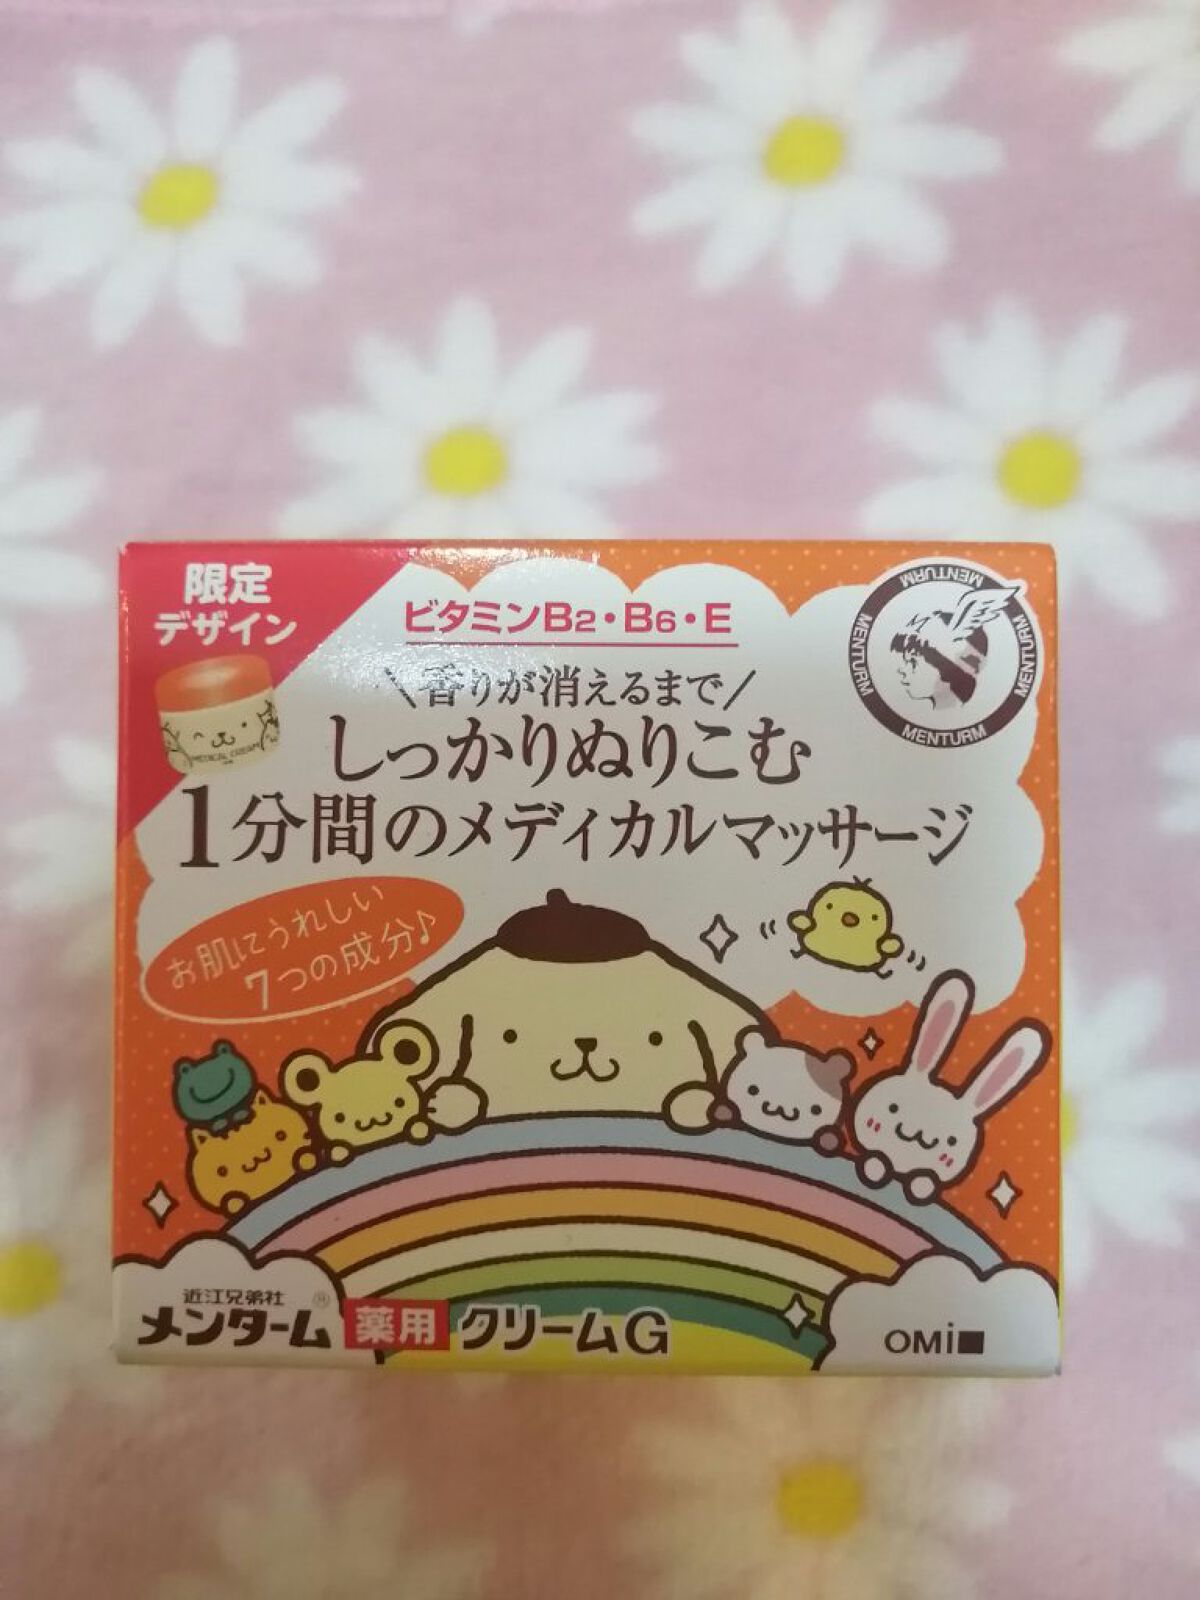 限定
デザイン
MEDICAL CREAM
ビタミンB2・B6・E
\香りが消えるまで/
しっかりぬりこむ
1分間のメディカルマッサージ
MENTURM
MENTURM
MENTURM
MENTURM
お肌にうれしい
7つの成分♪
近江兄弟社
メンターム® 薬用 クリームG
OMi